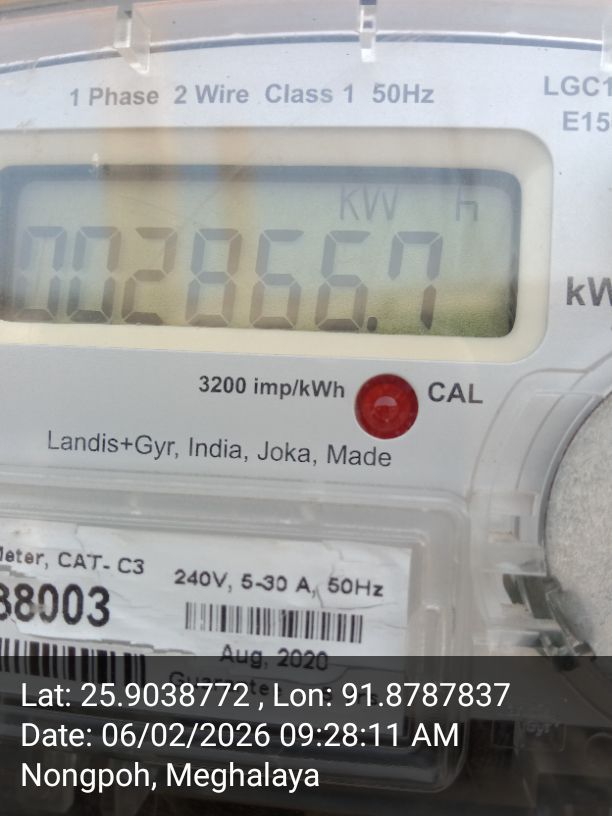 1 Phase 2 Wire Class 1 50Hz
LGC1
E15
KW h
002866.7
kW
3200 imp/kWh
CAL
Landis+Gyr, India, Joka, Made
eter, CAT- C3
240V, 5-30 A, 50Hz
88003
Aug, 2020
Lat: 25.9038772 , Lon: 91.8787837
Date: 06/02/2026 09:28:11 AM
Nongpoh, Meghalaya